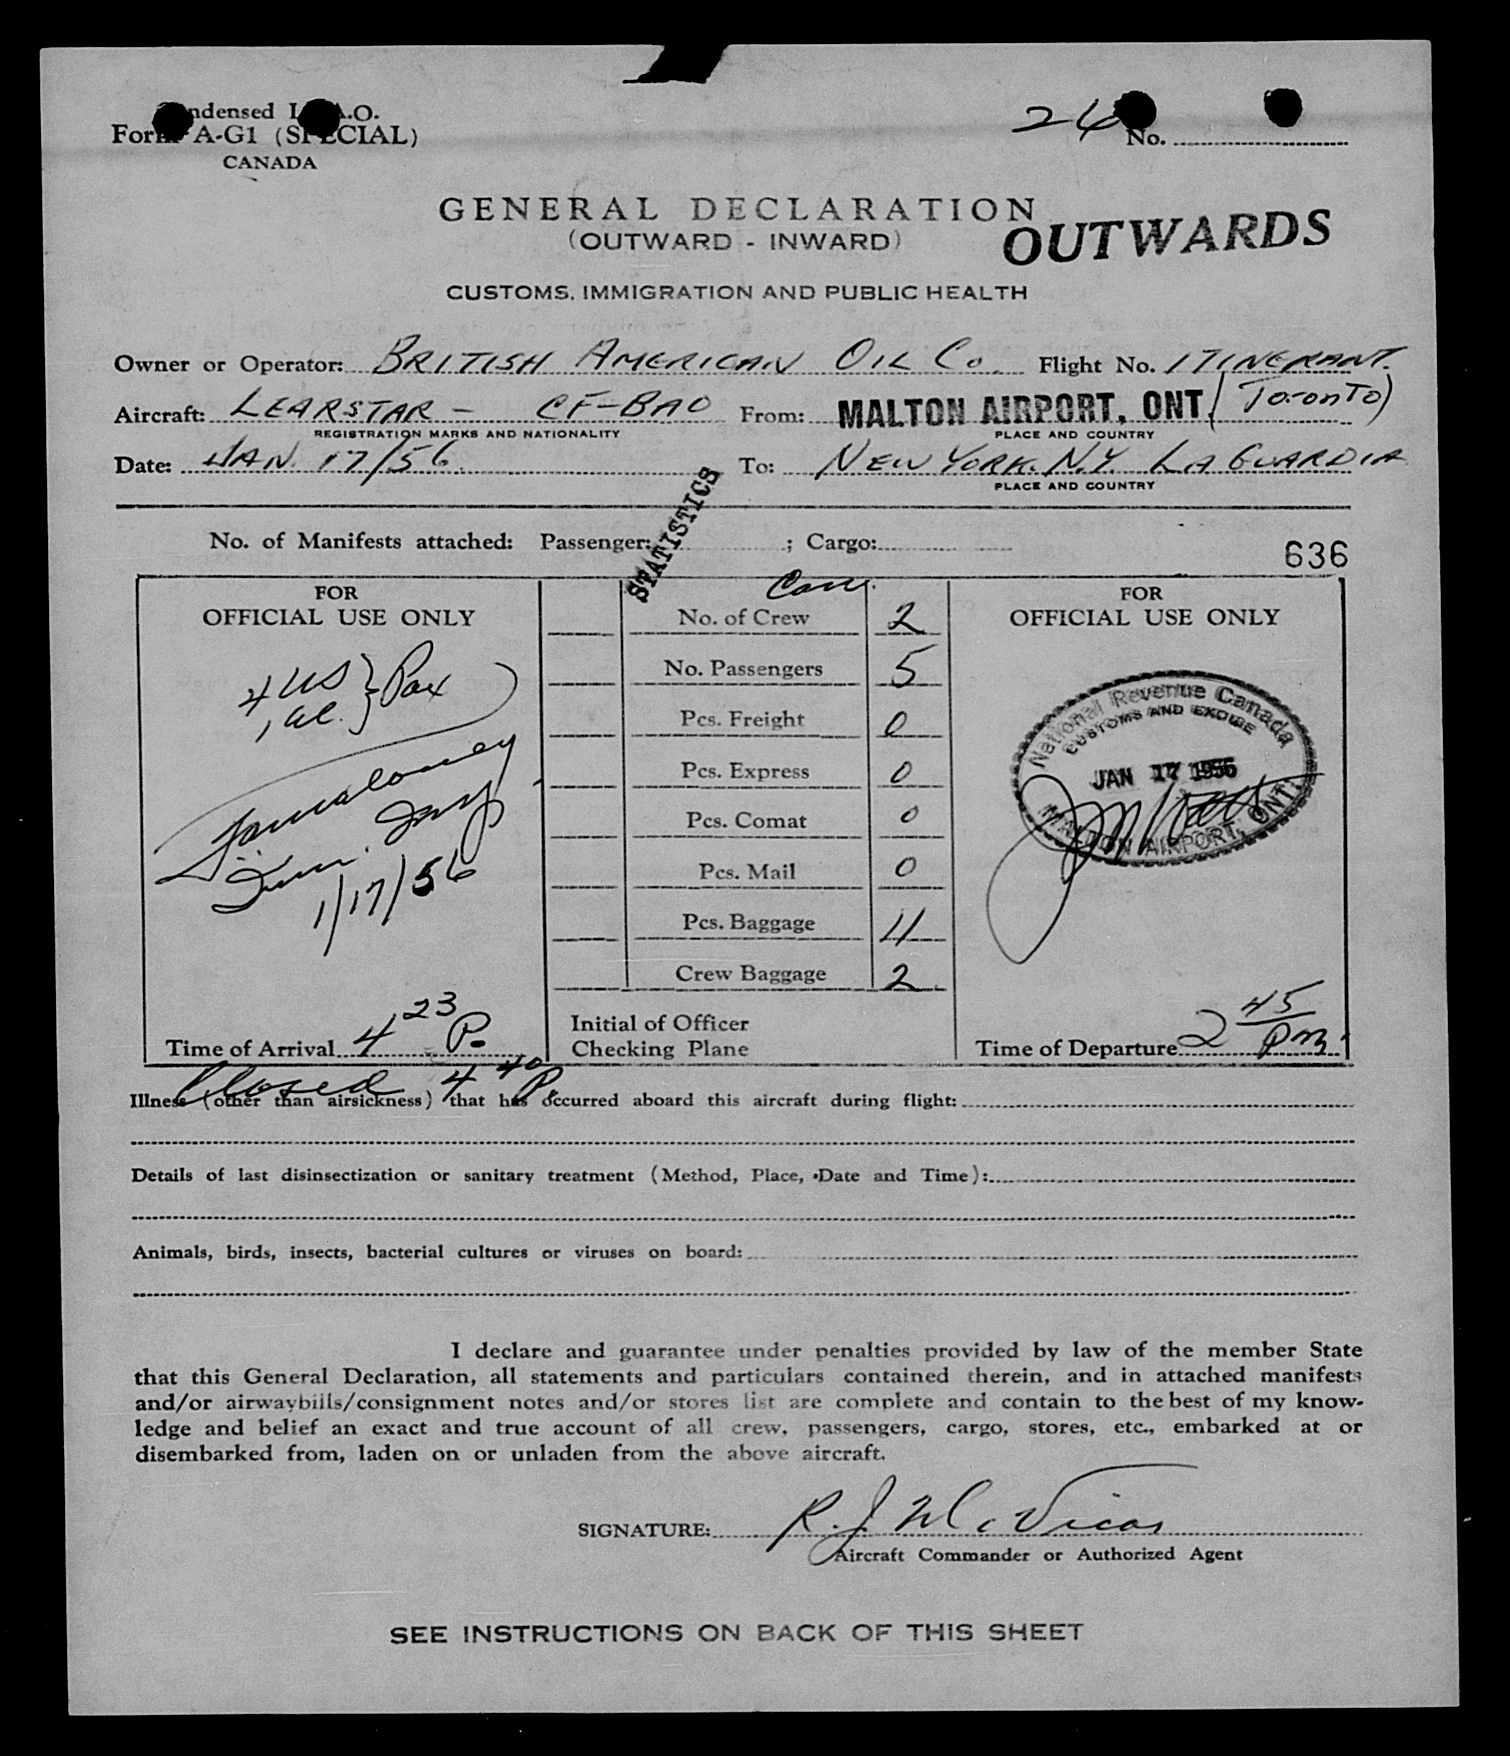 Condensed I.C.A.O.
Form A-G1 (SPECIAL)
CANADA
24
No.
GENERAL DECLARATION
(OUTWARD - INWARD)
OUTWARDS
CUSTOMS, IMMIGRATION AND PUBLIC HEALTH
Owner or Operator: BRITISH AMERICAN OIL Co. Flight No. ITINERANT.
Aircraft: LEARSTAR - CF-BAO From: MALTON AIRPORT, ONT. (Toronto)
REGISTRATION MARKS AND NATIONALITY PLACE AND COUNTRY
Date: JAN. 17/56. To: NEW YORK. N.Y. LA GUARDIA
PLACE AND COUNTRY
STATISTICS
No. of Manifests attached: Passenger: ; Cargo:
636
FOR
OFFICIAL USE ONLY
4 US } Pax
1, al.
Imm. Insp.
1/17/56
Time of Arrival 4 23 P.
Closed 4 40 P.
No. of Crew Can. 2
No. Passengers 5
Pcs. Freight 0
Pcs. Express 0
Pcs. Comat 0
Pcs. Mail 0
Pcs. Baggage 11
Crew Baggage 2
Initial of Officer
Checking Plane
FOR
OFFICIAL USE ONLY
National Revenue Canada
CUSTOMS AND EXCISE
JAN 17 1956
MALTON AIRPORT, ONT.
Time of Departure 2 45 pm.
Illness (other than airsickness) that has occurred aboard this aircraft during flight:
Details of last disinsectization or sanitary treatment (Method, Place, Date and Time):
Animals, birds, insects, bacterial cultures or viruses on board:
I declare and guarantee under penalties provided by law of the member State
that this General Declaration, all statements and particulars contained therein, and in attached manifests
and/or airwaybills/consignment notes and/or stores list are complete and contain to the best of my know-
ledge and belief an exact and true account of all crew, passengers, cargo, stores, etc., embarked at or
disembarked from, laden on or unladen from the above aircraft.
SIGNATURE: R. J. McVicar
Aircraft Commander or Authorized Agent
SEE INSTRUCTIONS ON BACK OF THIS SHEET